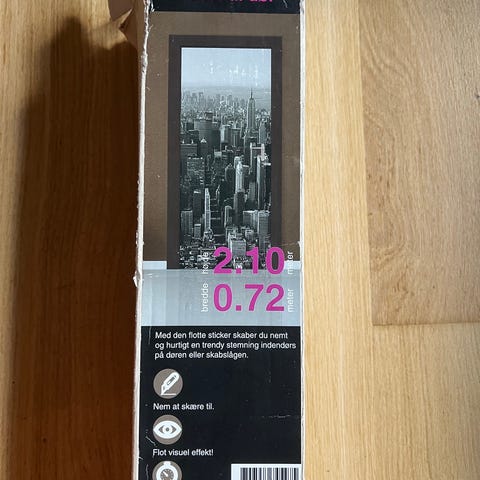 højde 2.10 meter
bredde 0.72 meter
Med den flotte sticker skaber du nemt
og hurtigt en trendy stemning indendørs
på døren eller skabslågen.
Nem at skære til.
Flot visuel effekt!